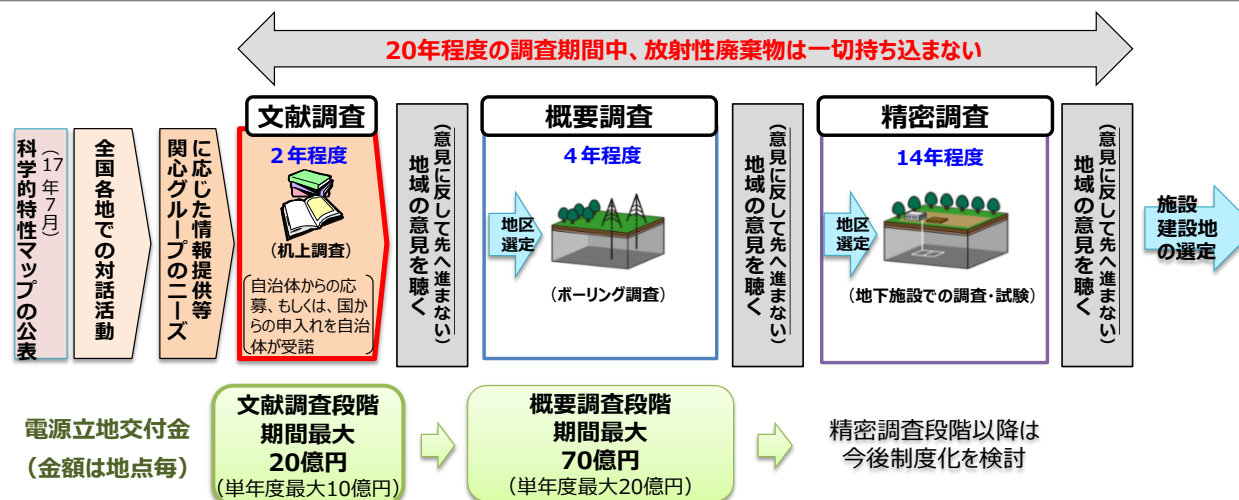 20年程度の調査期間中、放射性廃棄物は一切持ち込まない
科学的特性マップの公表
(17年7月)
全国各地での対話活動
関心グループのニーズ
に応じた情報提供等
文献調査
2年程度
(机上調査)
自治体からの応
募、もしくは、国か
らの申入れを自治
体が受諾
(意見に反して先へ進まない)
地域の意見を聴く
地区
選定
概要調査
4年程度
(ボーリング調査)
(意見に反して先へ進まない)
地域の意見を聴く
地区
選定
精密調査
14年程度
(地下施設での調査・試験)
(意見に反して先へ進まない)
地域の意見を聴く
施設
建設地
の選定
電源立地交付金
(金額は地点毎)
文献調査段階
期間最大
20億円
(単年度最大10億円)
概要調査段階
期間最大
70億円
(単年度最大20億円)
精密調査段階以降は
今後制度化を検討